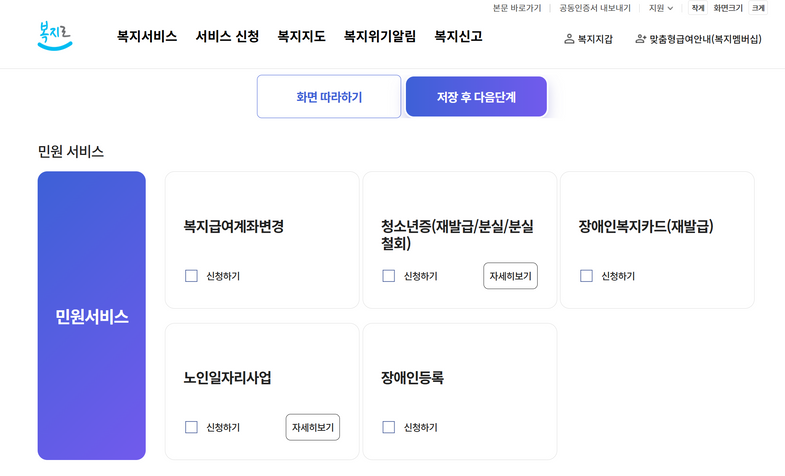 본문 바로가기 공동인증서 내보내기 지원 작게 화면크기 크게
복지로 복지서비스 서비스 신청 복지지도 복지위기알림 복지신고 복지지갑 맞춤형급여안내(복지멤버십)
화면 따라하기 저장 후 다음단계
민원 서비스
민원서비스
복지급여계좌변경
신청하기
청소년증(재발급/분실/분실
철회)
신청하기 자세히보기
장애인복지카드(재발급)
신청하기
노인일자리사업
신청하기 자세히보기
장애인등록
신청하기